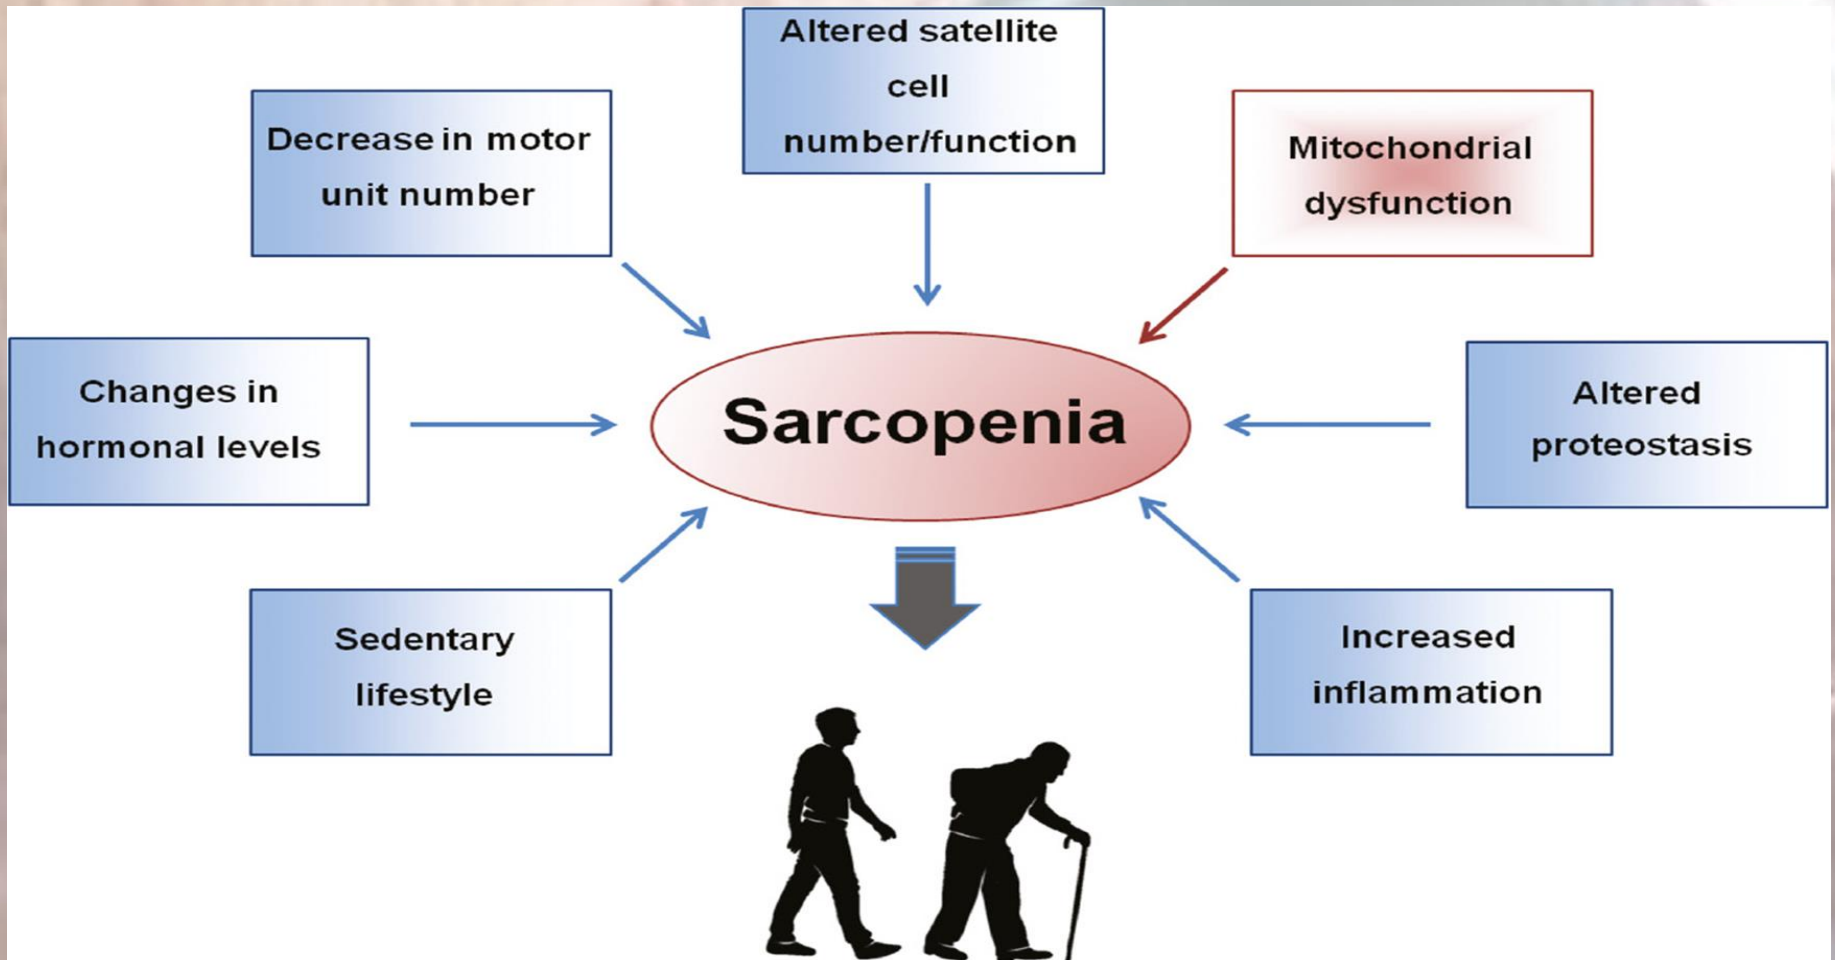 Altered satellite
cell
number/function
Decrease in motor
unit number
Mitochondrial
dysfunction
Changes in
hormonal levels
Sarcopenia
Altered
proteostasis
Sedentary
lifestyle
Increased
inflammation